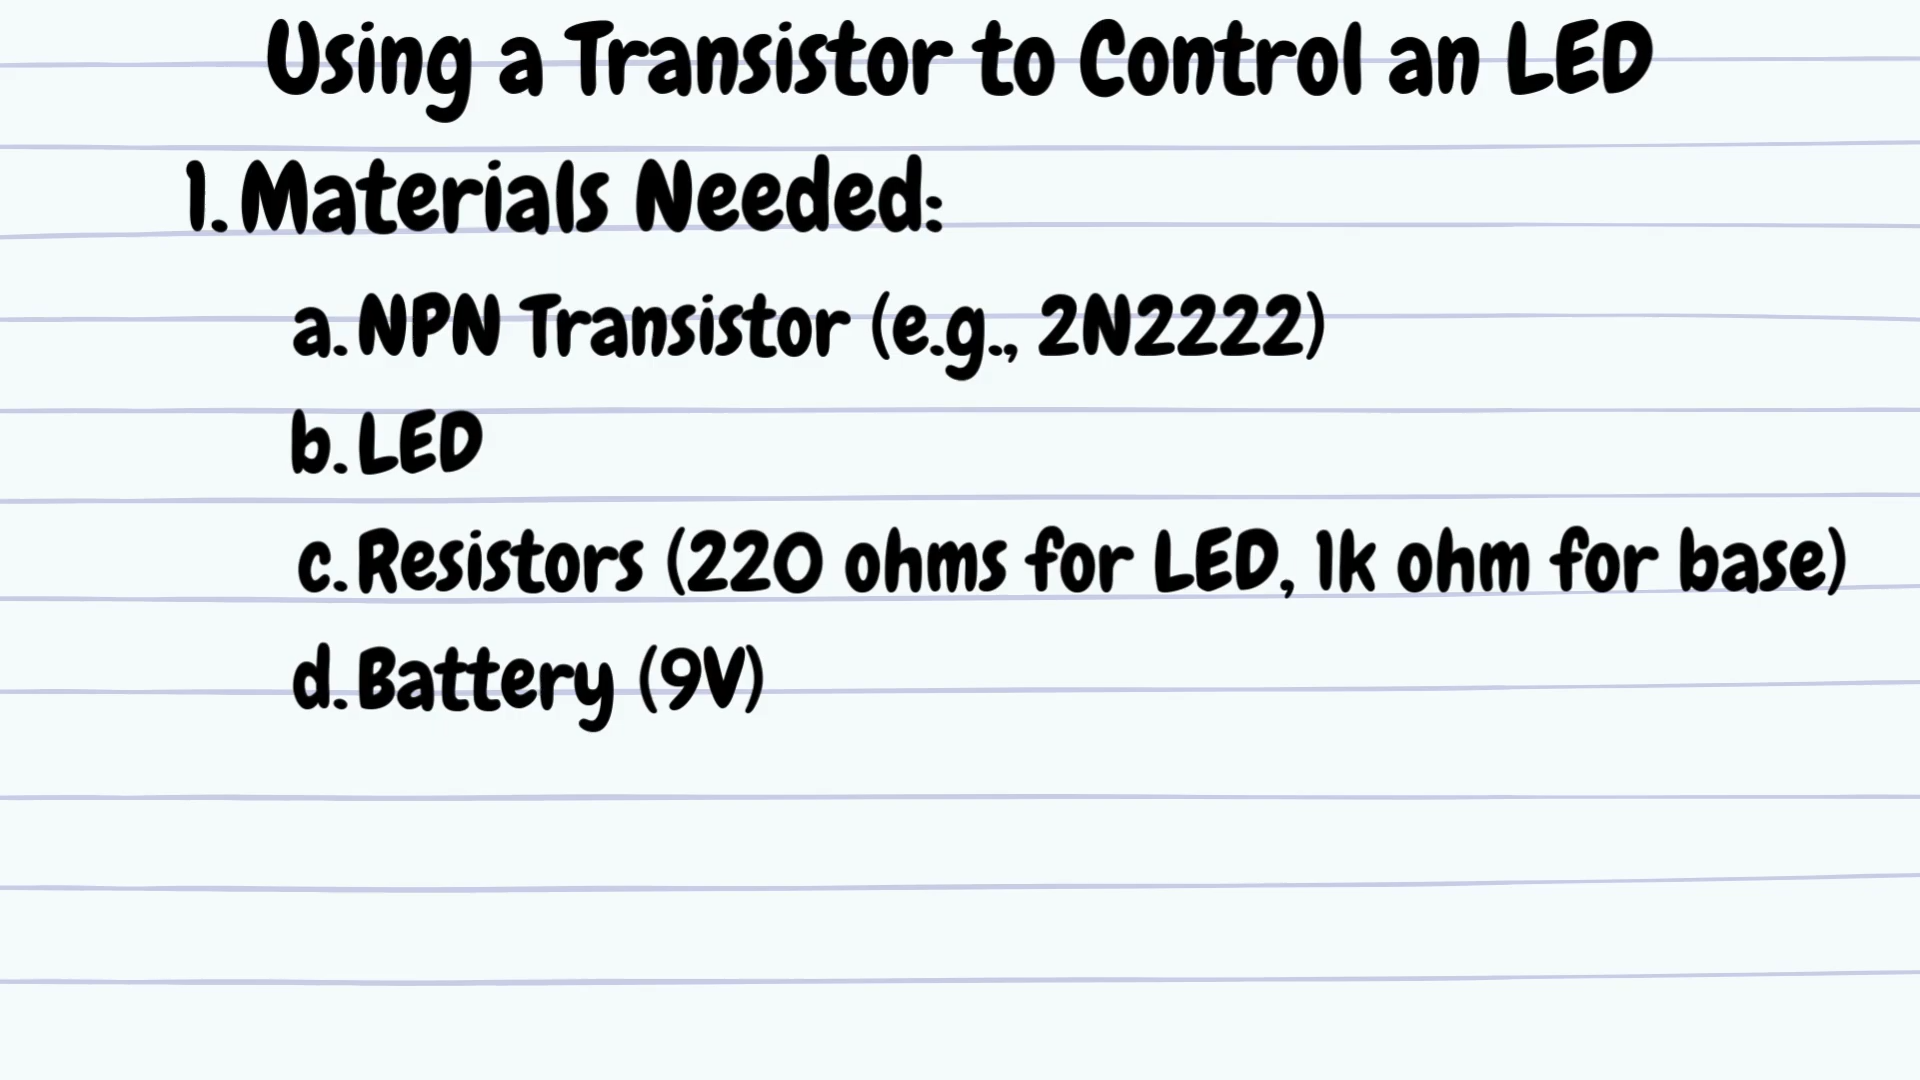 Using a Transistor to Control an LED
1. Materials Needed:
a. NPN Transistor (e.g., 2N2222)
b. LED
c. Resistors (220 ohms for LED, 1k ohm for base)
d. Battery (9V)